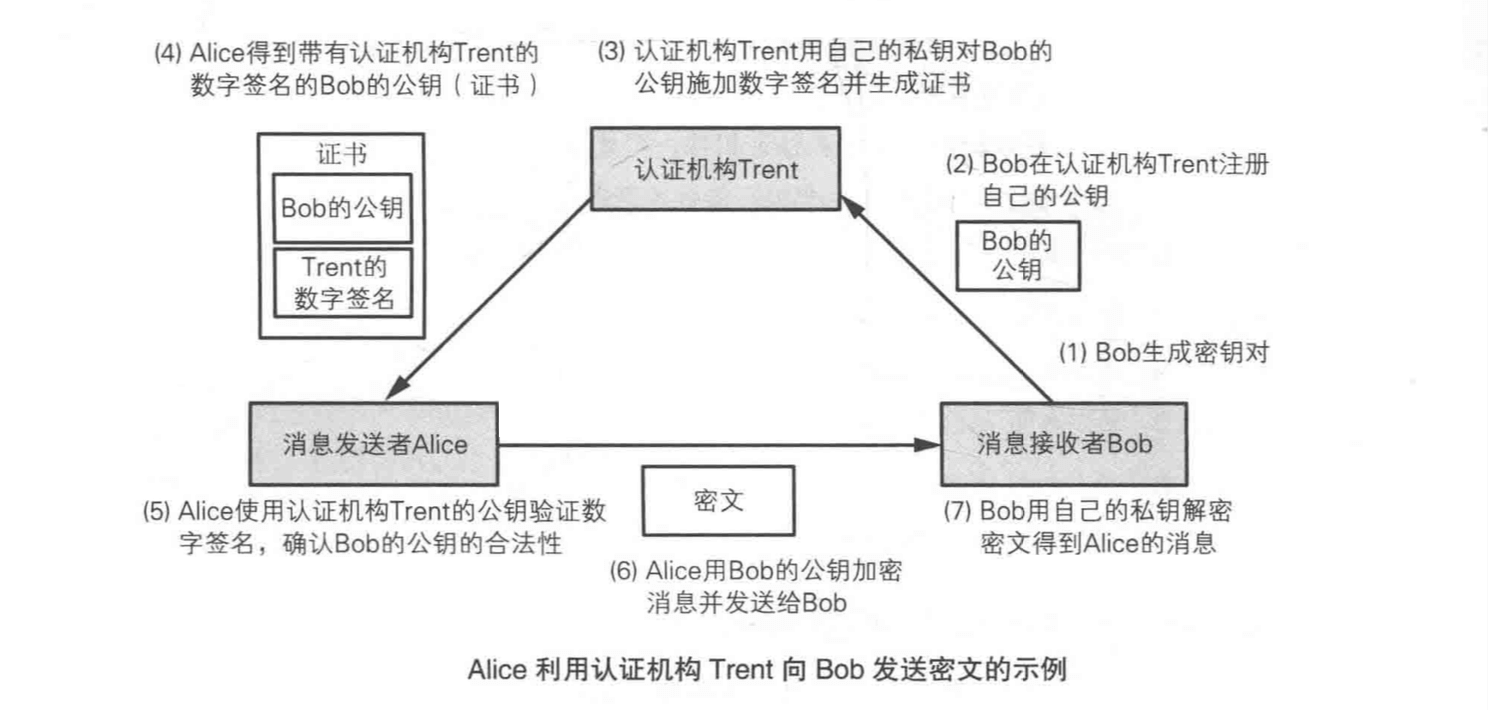 (4) Alice得到带有认证机构Trent的
数字签名的Bob的公钥（证书）
(3) 认证机构Trent用自己的私钥对Bob的
公钥施加数字签名并生成证书
证书
Bob的公钥
Trent的
数字签名
认证机构Trent
(2) Bob在认证机构Trent注册
自己的公钥
Bob的
公钥
(1) Bob生成密钥对
消息发送者Alice
消息接收者Bob
(5) Alice使用认证机构Trent的公钥验证数
字签名，确认Bob的公钥的合法性
密文
(6) Alice用Bob的公钥加密
消息并发送给Bob
(7) Bob用自己的私钥解密
密文得到Alice的消息
Alice 利用认证机构 Trent 向 Bob 发送密文的示例